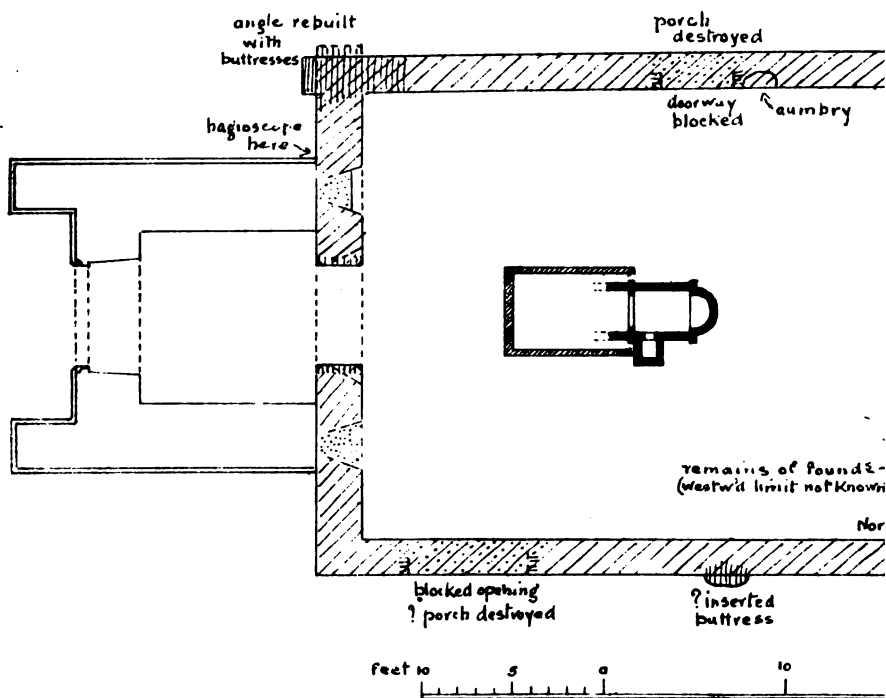 angle rebuilt
with
buttresses
porch
destroyed
hagioscope
here
doorway
blocked
aumbry
remains of
(westw'd limit not Known
Nor
blocked opening
? porch destroyed
? inserted
buttress
Feet 10 5 0 10